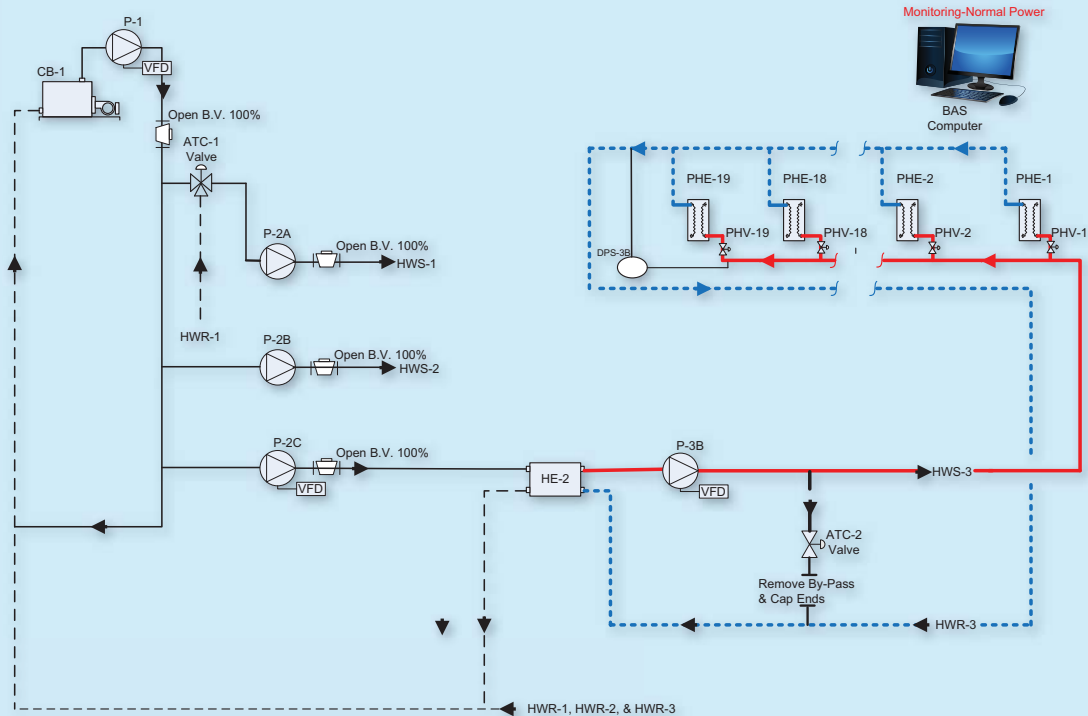 Monitoring-Normal Power
P-1
VFD
CB-1
Open B.V. 100%
ATC-1
Valve
BAS
Computer
PHE-19
PHE-18
PHE-2
PHE-1
PHV-19
PHV-18
PHV-2
PHV-1
P-2A
Open B.V. 100%
HWS-1
DPS-3B
HWR-1
P-2B
Open B.V. 100%
HWS-2
P-2C
Open B.V. 100%
VFD
HE-2
P-3B
VFD
HWS-3
ATC-2
Valve
Remove By-Pass
& Cap Ends
HWR-3
HWR-1, HWR-2, & HWR-3